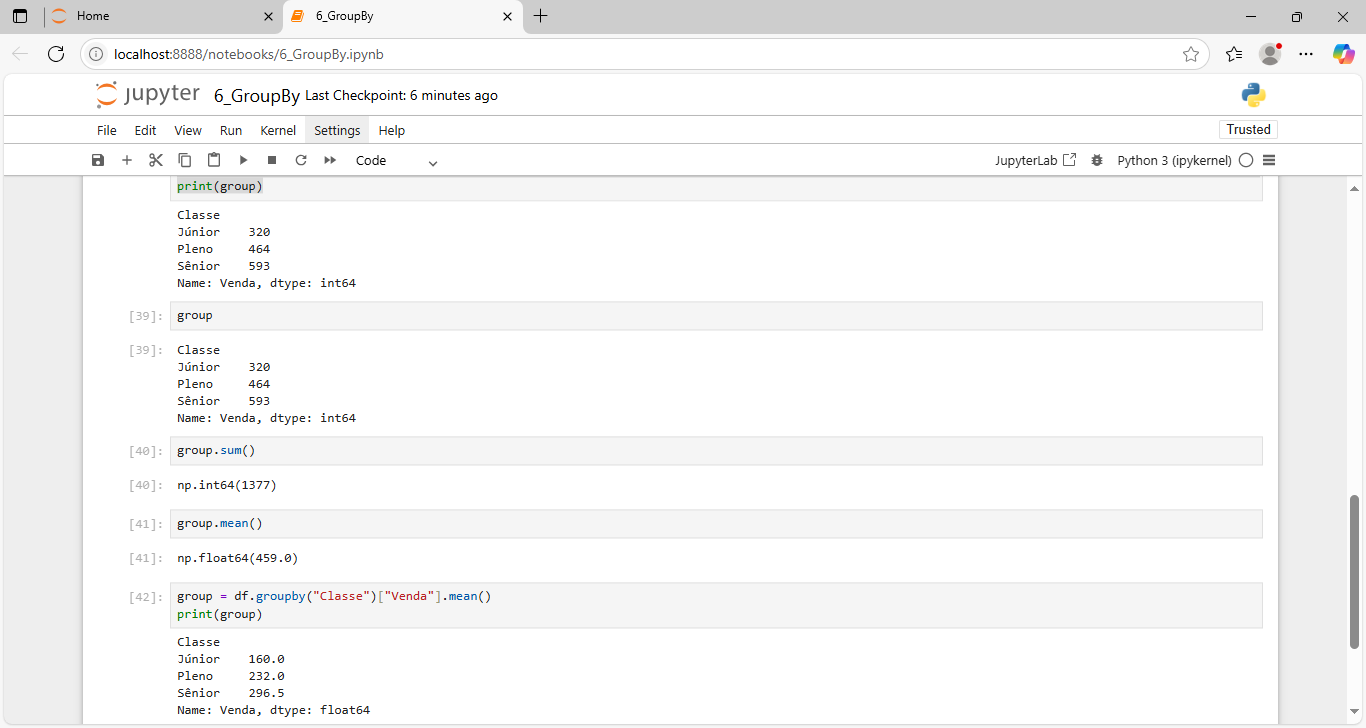 Home
6_GroupBy
localhost:8888/notebooks/6_GroupBy.ipynb
jupyter 6_GroupBy Last Checkpoint: 6 minutes ago
File Edit View Run Kernel Settings Help
Trusted
Code
JupyterLab
Python 3 (ipykernel)
print(group)
Classe
Júnior    320
Pleno     464
Sênior    593
Name: Venda, dtype: int64
[39]: group
[39]: Classe
Júnior    320
Pleno     464
Sênior    593
Name: Venda, dtype: int64
[40]: group.sum()
[40]: np.int64(1377)
[41]: group.mean()
[41]: np.float64(459.0)
[42]: group = df.groupby("Classe")["Venda"].mean()
print(group)
Classe
Júnior    160.0
Pleno     232.0
Sênior    296.5
Name: Venda, dtype: float64